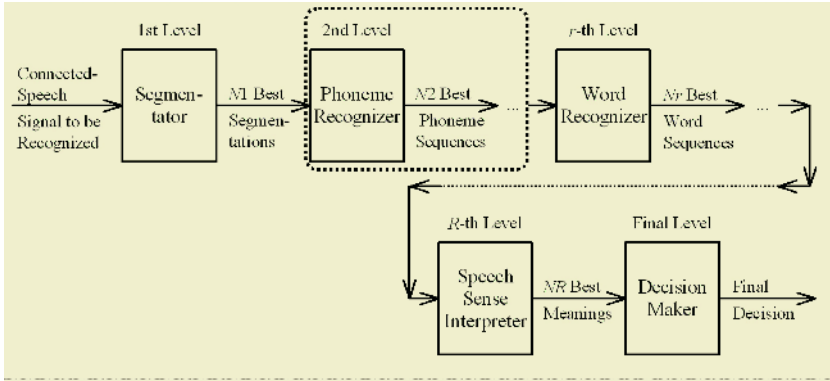 1st Level
2nd Level
r-th Level
Connected-
Speech
Signal to be
Recognized
Segmen-
tator
N1 Best
Segmen-
tations
Phoneme
Recognizer
N2 Best
Phoneme
Sequences
...
Word
Recognizer
Nr Best
Word
Sequences
...
R-th Level
Final Level
Speech
Sense
Interpreter
NR Best
Meanings
Decision
Maker
Final
Decision